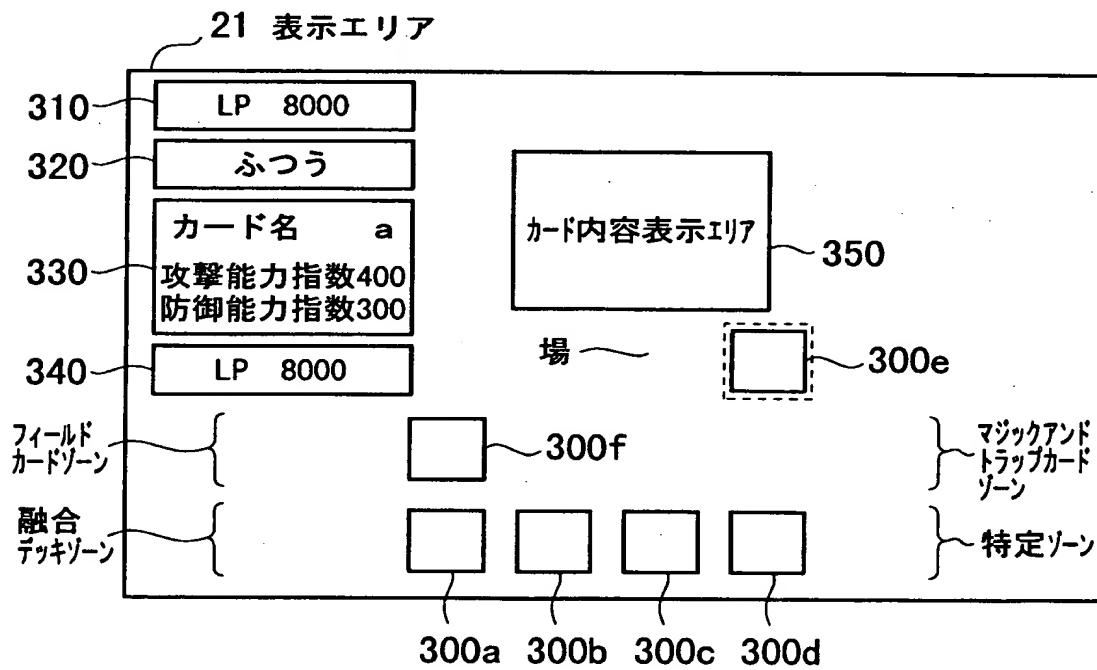 21 表示エリア
310
LP 8000
320
ふつう
330
カード名 a
攻撃能力指数400
防御能力指数300
カード内容表示エリア
350
340
LP 8000
場
300e
フィールド
カードゾーン
300f
マジックアンド
トラップカード
ゾーン
融合
デッキゾーン
特定ゾーン
300a
300b
300c
300d